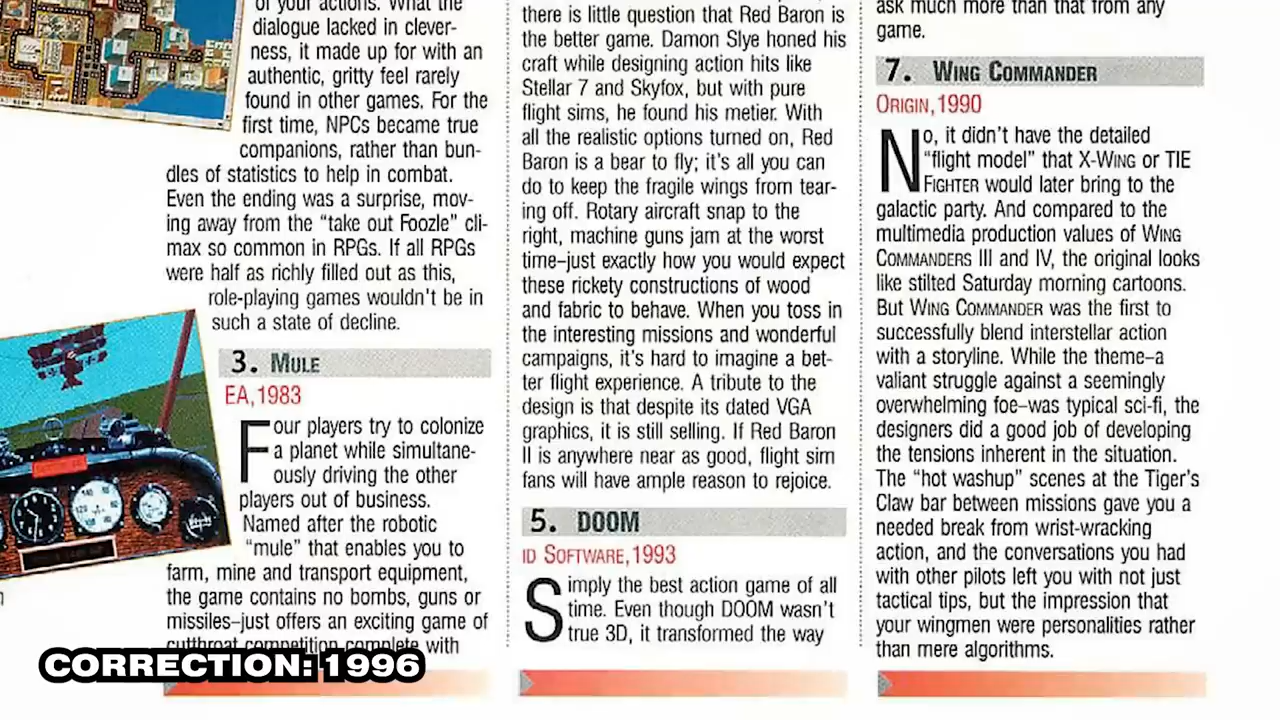 of your actions. What the
dialogue lacked in clever-
ness, it made up for with an
authentic, gritty feel rarely
found in other games. For the
first time, NPCs became true
companions, rather than bun-
dles of statistics to help in combat.
Even the ending was a surprise, mov-
ing away from the “take out Foozle” cli-
max so common in RPGs. If all RPGs
were half as richly filled out as this,
role-playing games wouldn't be in
such a state of decline.
3. MULE
EA, 1983
Four players try to colonize
a planet while simultane-
ously driving the other
players out of business.
Named after the robotic
“mule” that enables you to
farm, mine and transport equipment,
the game contains no bombs, guns or
missiles–just offers an exciting game of
cutthroat competition complete with
there is little question that Red Baron is
the better game. Damon Slye honed his
craft while designing action hits like
Stellar 7 and Skyfox, but with pure
flight sims, he found his metier. With
all the realistic options turned on, Red
Baron is a bear to fly; it's all you can
do to keep the fragile wings from tear-
ing off. Rotary aircraft snap to the
right, machine guns jam at the worst
time–just exactly how you would expect
these rickety constructions of wood
and fabric to behave. When you toss in
the interesting missions and wonderful
campaigns, it's hard to imagine a bet-
ter flight experience. A tribute to the
design is that despite its dated VGA
graphics, it is still selling. If Red Baron
II is anywhere near as good, flight sim
fans will have ample reason to rejoice.
5. DOOM
ID SOFTWARE, 1993
Simply the best action game of all
time. Even though DOOM wasn't
true 3D, it transformed the way
ask much more than that from any
game.
7. WING COMMANDER
ORIGIN, 1990
No, it didn't have the detailed
“flight model” that X-WING or TIE
FIGHTER would later bring to the
galactic party. And compared to the
multimedia production values of WING
COMMANDERS III and IV, the original looks
like stilted Saturday morning cartoons.
But WING COMMANDER was the first to
successfully blend interstellar action
with a storyline. While the theme–a
valiant struggle against a seemingly
overwhelming foe–was typical sci-fi, the
designers did a good job of developing
the tensions inherent in the situation.
The “hot washup” scenes at the Tiger's
Claw bar between missions gave you a
needed break from wrist-wracking
action, and the conversations you had
with other pilots left you with not just
tactical tips, but the impression that
your wingmen were personalities rather
than mere algorithms.
CORRECTION: 1996